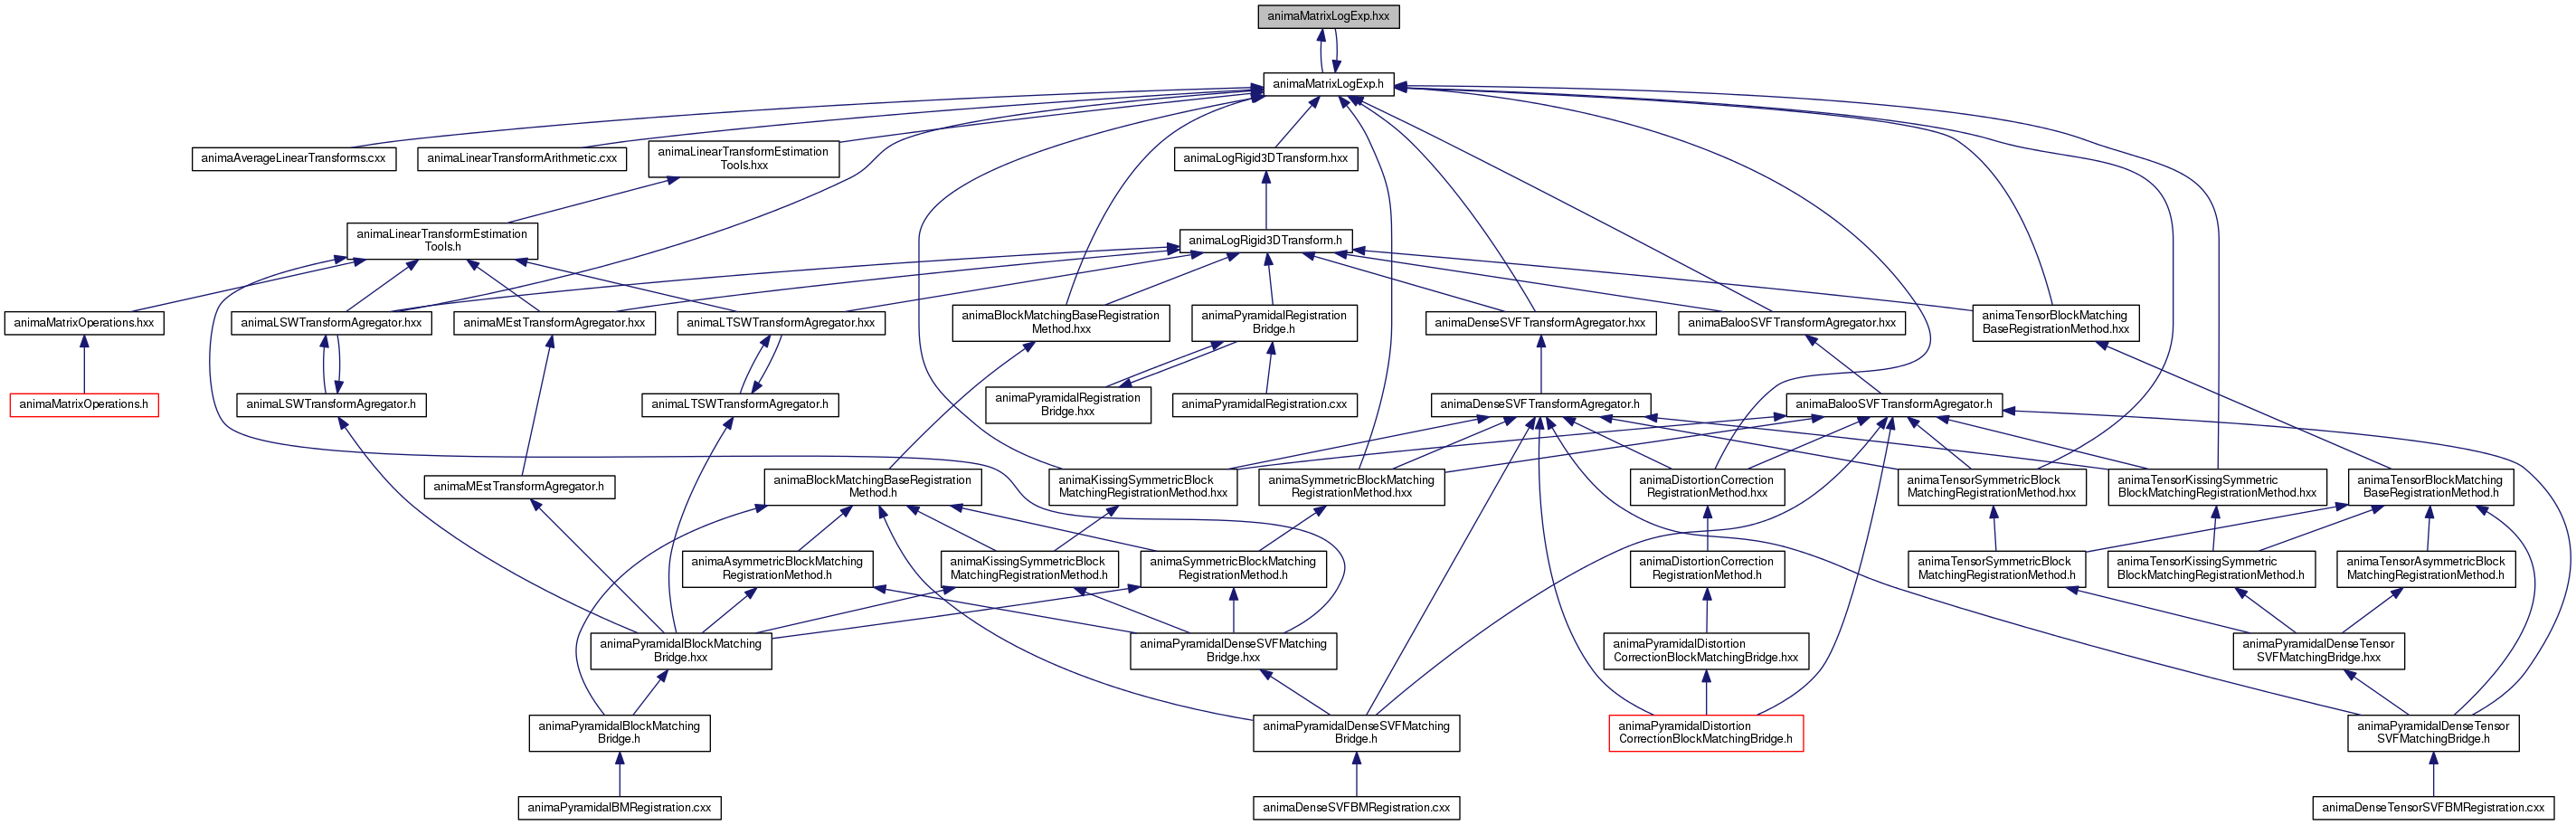 animaMatrixLogExp.hxx
animaMatrixLogExp.h
animaAverageLinearTransforms.cxx
animaLinearTransformArithmetic.cxx
animaLinearTransformEstimation
Tools.hxx
animaLogRigid3DTransform.hxx
animaLinearTransformEstimation
Tools.h
animaLogRigid3DTransform.h
animaMatrixOperations.hxx
animaLSWTransformAgregator.hxx
animaMEstTransformAgregator.hxx
animaLTSWTransformAgregator.hxx
animaBlockMatchingBaseRegistration
Method.hxx
animaPyramidalRegistration
Bridge.h
animaDenseSVFTransformAgregator.hxx
animaBalooSVFTransformAgregator.hxx
animaTensorBlockMatching
BaseRegistrationMethod.hxx
animaMatrixOperations.h
animaLSWTransformAgregator.h
animaLTSWTransformAgregator.h
animaPyramidalRegistration
Bridge.hxx
animaPyramidalRegistration.cxx
animaDenseSVFTransformAgregator.h
animaBalooSVFTransformAgregator.h
animaMEstTransformAgregator.h
animaBlockMatchingBaseRegistration
Method.h
animaKissingSymmetricBlock
MatchingRegistrationMethod.hxx
animaSymmetricBlockMatching
RegistrationMethod.hxx
animaDistortionCorrection
RegistrationMethod.hxx
animaTensorSymmetricBlock
MatchingRegistrationMethod.hxx
animaTensorKissingSymmetric
BlockMatchingRegistrationMethod.hxx
animaTensorBlockMatching
BaseRegistrationMethod.h
animaAsymmetricBlockMatching
RegistrationMethod.h
animaKissingSymmetricBlock
MatchingRegistrationMethod.h
animaSymmetricBlockMatching
RegistrationMethod.h
animaDistortionCorrection
RegistrationMethod.h
animaTensorSymmetricBlock
MatchingRegistrationMethod.h
animaTensorKissingSymmetric
BlockMatchingRegistrationMethod.h
animaTensorAsymmetricBlock
MatchingRegistrationMethod.h
animaPyramidalBlockMatching
Bridge.hxx
animaPyramidalDenseSVFMatching
Bridge.hxx
animaPyramidalDistortion
CorrectionBlockMatchingBridge.hxx
animaPyramidalDenseTensor
SVFMatchingBridge.hxx
animaPyramidalBlockMatching
Bridge.h
animaPyramidalDenseSVFMatching
Bridge.h
animaPyramidalDistortion
CorrectionBlockMatchingBridge.h
animaPyramidalDenseTensor
SVFMatchingBridge.h
animaPyramidalBMRegistration.cxx
animaDenseSVFBMRegistration.cxx
animaDenseTensorSVFBMRegistration.cxx